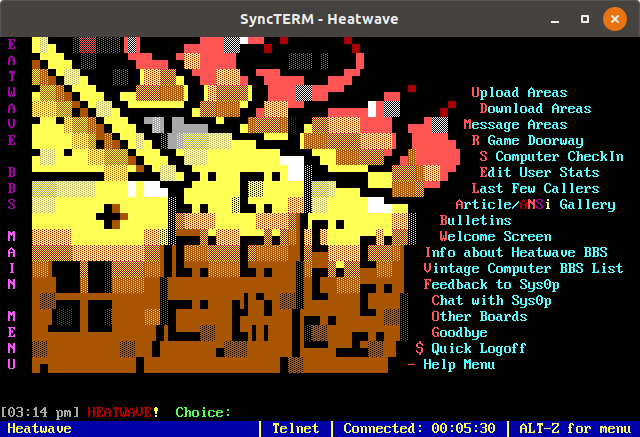 SyncTERM - Heatwave
EATWAVE BBS MAIN MENU
Upload Areas
Download Areas
Message Areas
R Game Doorway
S Computer CheckIn
Edit User Stats
Last Few Callers
Article/ANSi Gallery
Bulletins
Welcome Screen
Info about Heatwave BBS
Vintage Computer BBS List
Feedback to SysOp
Chat with SysOp
Other Boards
Goodbye
$ Quick Logoff
- Help Menu
[03:14 pm] HEATWAVE! Choice:
Heatwave | Telnet | Connected: 00:05:30 | ALT-Z for menu